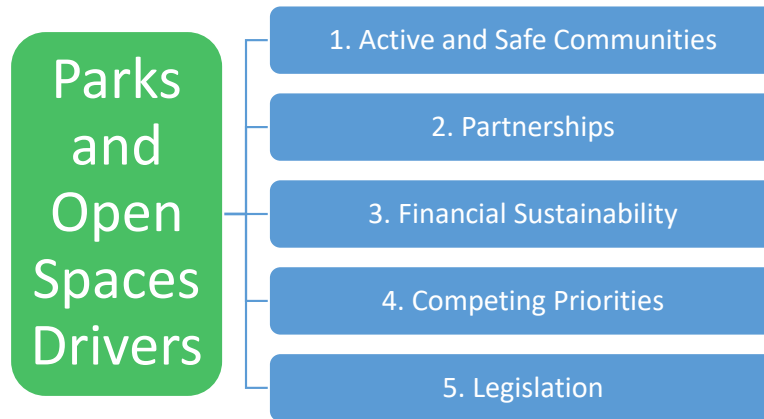 Parks
and
Open
Spaces
Drivers
1. Active and Safe Communities
2. Partnerships
3. Financial Sustainability
4. Competing Priorities
5. Legislation